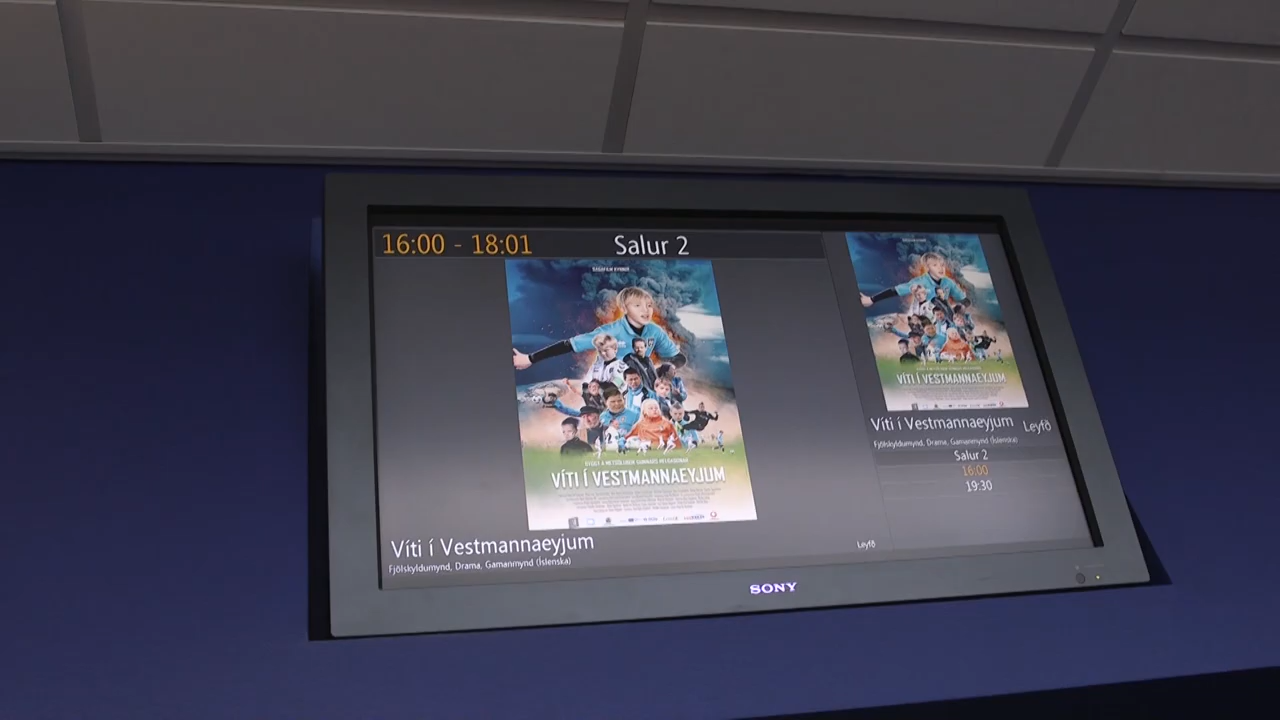 16:00 - 18:01
Salur 2
VÍTI Í VESTMANNAEYJUM
Víti í Vestmannaeyjum
Fjölskyldumynd, Drama, Gamanmynd (Íslenska)
Leyfð
VÍTI Í VESTMANNAEYJUM
Víti í Vestmannaeyjum
Leyfð
Fjölskyldumynd, Drama, Gamanmynd (Íslenska)
Salur 2
16:00
19:30
SONY